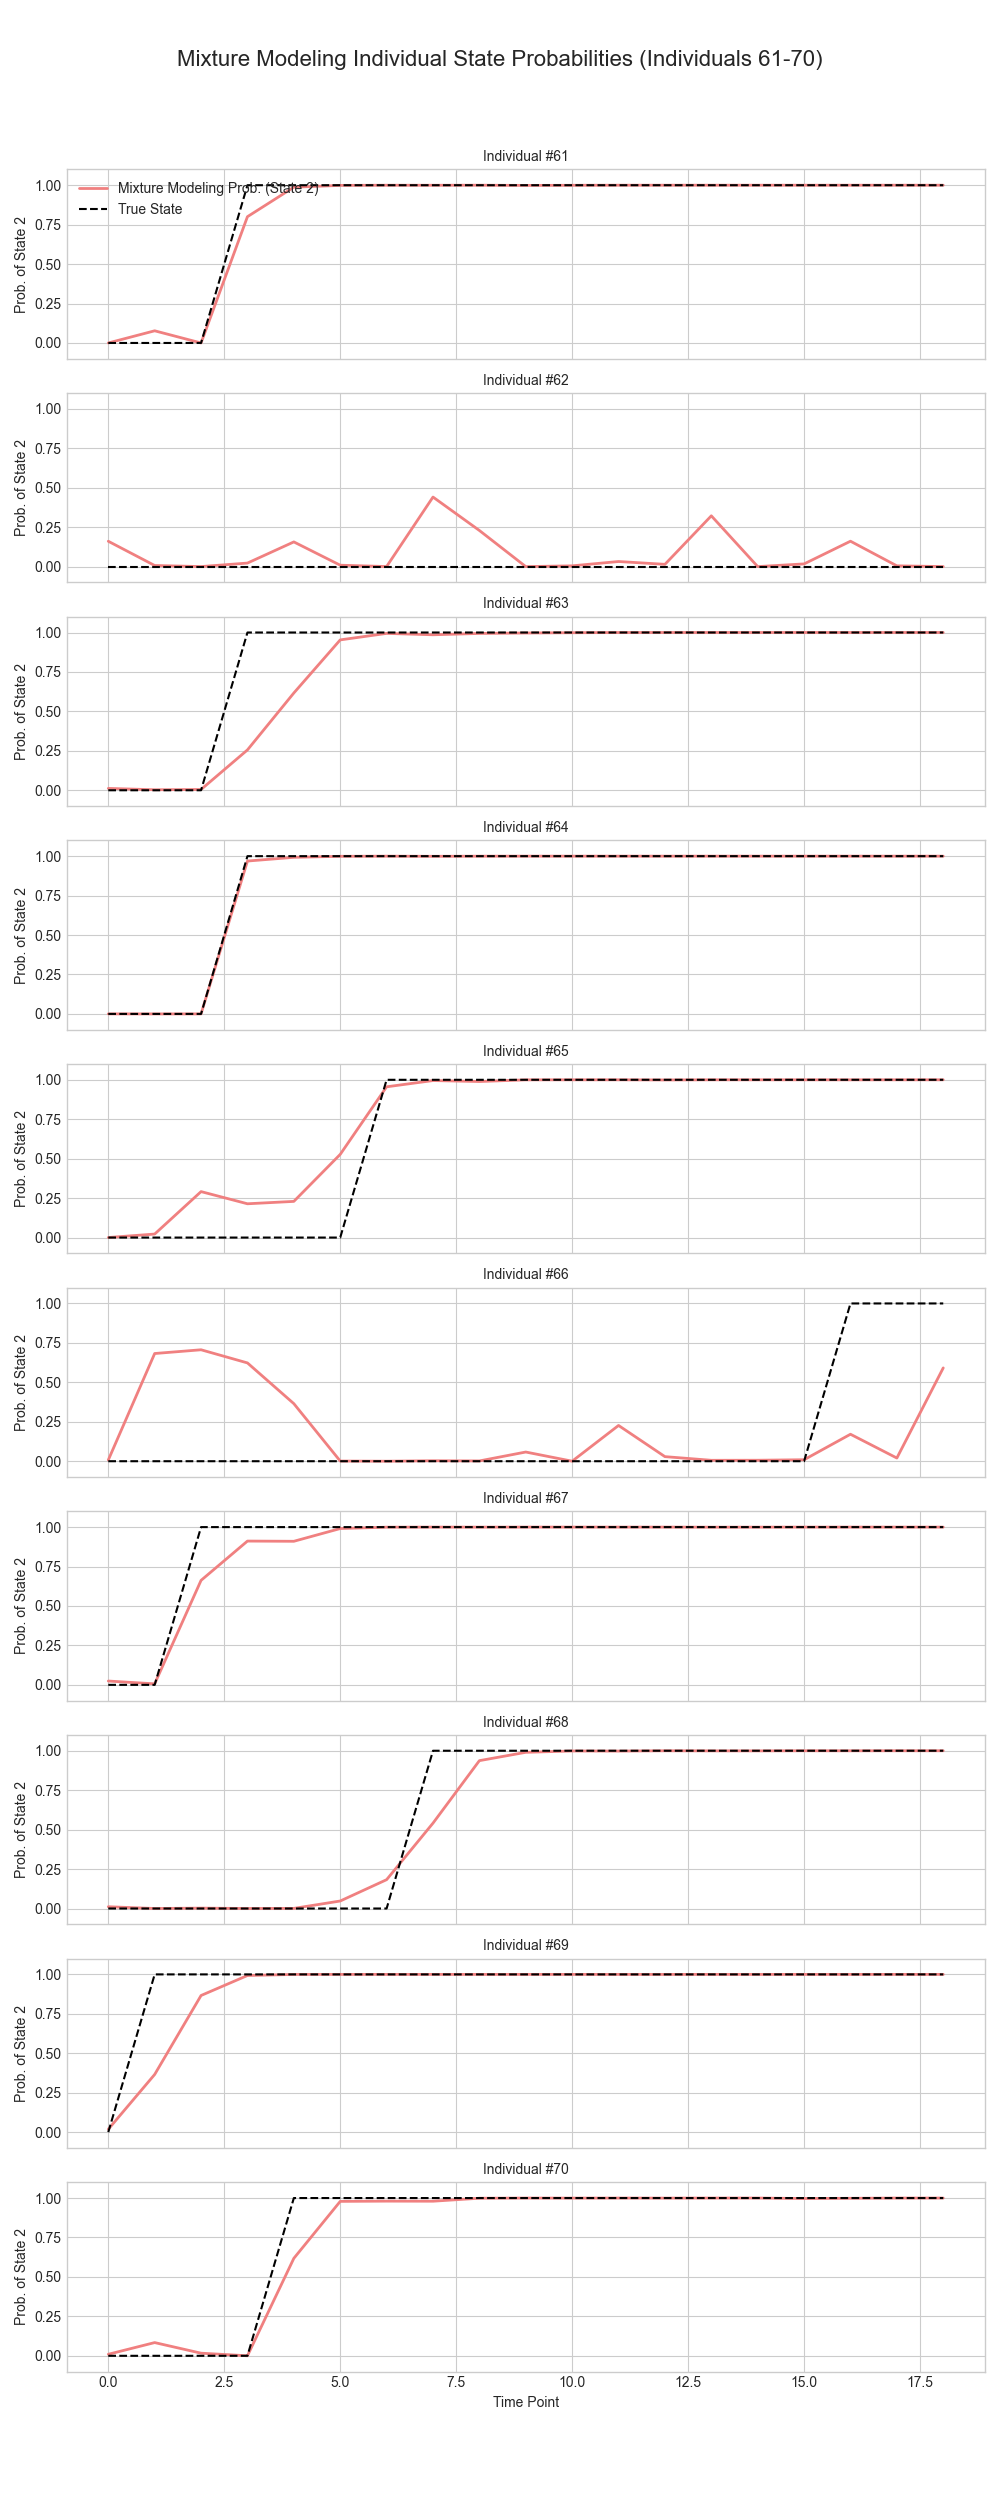 Mixture Modeling Individual State Probabilities (Individuals 61-70)
Individual #61
Prob. of State 2
1.00
0.75
0.50
0.25
0.00
Mixture Modeling Prob. (State 2)
True State
Individual #62
Prob. of State 2
1.00
0.75
0.50
0.25
0.00
Individual #63
Prob. of State 2
1.00
0.75
0.50
0.25
0.00
Individual #64
Prob. of State 2
1.00
0.75
0.50
0.25
0.00
Individual #65
Prob. of State 2
1.00
0.75
0.50
0.25
0.00
Individual #66
Prob. of State 2
1.00
0.75
0.50
0.25
0.00
Individual #67
Prob. of State 2
1.00
0.75
0.50
0.25
0.00
Individual #68
Prob. of State 2
1.00
0.75
0.50
0.25
0.00
Individual #69
Prob. of State 2
1.00
0.75
0.50
0.25
0.00
Individual #70
Prob. of State 2
1.00
0.75
0.50
0.25
0.00
0.0 2.5 5.0 7.5 10.0 12.5 15.0 17.5
Time Point